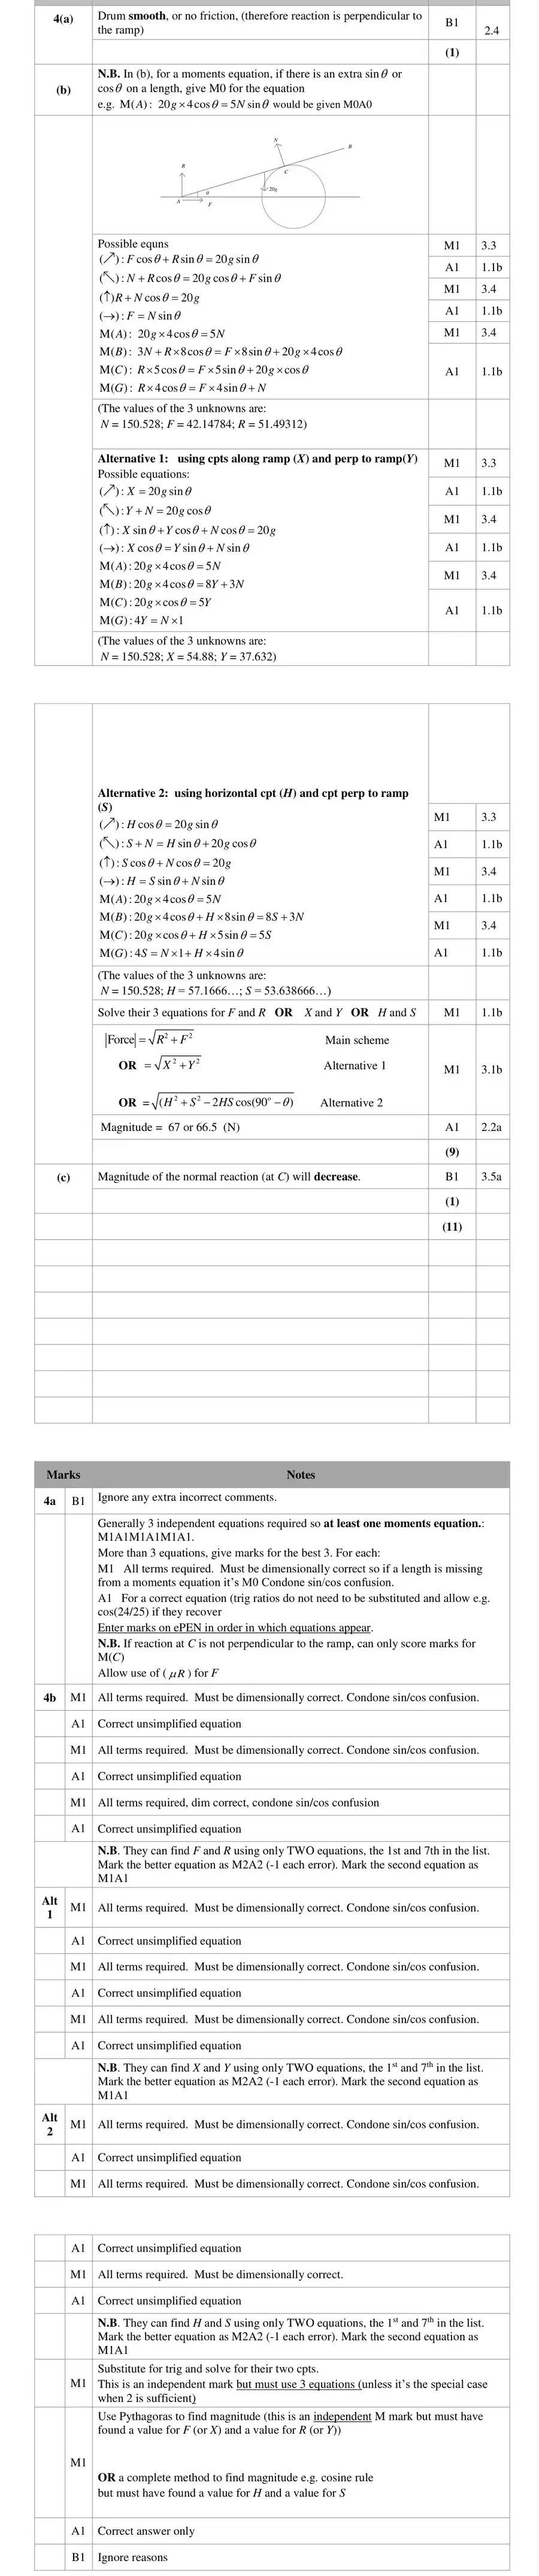 4(a) Drum smooth, or no friction, (therefore reaction is perpendicular to the ramp) B1 2.4
(1)
(b) N.B. In (b), for a moments equation, if there is an extra sin θ or
cos θ on a length, give M0 for the equation
e.g. M(A): 20g × 4cos θ = 5N sin θ would be given M0A0
N
B
R
C
20g
θ
A
F
Possible equns M1 3.3
(↗): F cos θ + R sin θ = 20g sin θ A1 1.1b
(↖): N + R cos θ = 20g cos θ + F sin θ M1 3.4
(↑) R + N cos θ = 20g A1 1.1b
(→): F = N sin θ
M(A): 20g × 4cos θ = 5N M1 3.4
M(B): 3N + R × 8cos θ = F × 8sin θ + 20g × 4cos θ
M(C): R × 5cos θ = F × 5sin θ + 20g × cos θ A1 1.1b
M(G): R × 4cos θ = F × 4sin θ + N
(The values of the 3 unknowns are:
N = 150.528; F = 42.14784; R = 51.49312)
Alternative 1: using cpts along ramp (X) and perp to ramp(Y) M1 3.3
Possible equations:
(↗): X = 20g sin θ A1 1.1b
(↖): Y + N = 20g cos θ M1 3.4
(↑): X sin θ + Y cos θ + N cos θ = 20g
(→): X cos θ = Y sin θ + N sin θ A1 1.1b
M(A): 20g × 4cos θ = 5N M1 3.4
M(B): 20g × 4cos θ = 8Y + 3N
M(C): 20g × cos θ = 5Y A1 1.1b
M(G): 4Y = N × 1
(The values of the 3 unknowns are:
N = 150.528; X = 54.88; Y = 37.632)
Alternative 2: using horizontal cpt (H) and cpt perp to ramp
(S) M1 3.3
(↗): H cos θ = 20g sin θ
(↖): S + N = H sin θ + 20g cos θ A1 1.1b
(↑): S cos θ + N cos θ = 20g M1 3.4
(→): H = S sin θ + N sin θ
M(A): 20g × 4cos θ = 5N A1 1.1b
M(B): 20g × 4cos θ + H × 8sin θ = 8S + 3N M1 3.4
M(C): 20g × cos θ + H × 5sin θ = 5S
M(G): 4S = N × 1 + H × 4sin θ A1 1.1b
(The values of the 3 unknowns are:
N = 150.528; H = 57.1666…; S = 53.638666…)
Solve their 3 equations for F and R OR X and Y OR H and S M1 1.1b
|Force| = √(R² + F²) Main scheme
OR = √(X² + Y²) Alternative 1 M1 3.1b
OR = √(H² + S² − 2HS cos(90° − θ) Alternative 2
Magnitude = 67 or 66.5 (N) A1 2.2a
(9)
(c) Magnitude of the normal reaction (at C) will decrease. B1 3.5a
(1)
(11)
Marks Notes
4a B1 Ignore any extra incorrect comments.
Generally 3 independent equations required so at least one moments equation.:
M1A1M1A1M1A1.
More than 3 equations, give marks for the best 3. For each:
M1 All terms required. Must be dimensionally correct so if a length is missing
from a moments equation it's M0 Condone sin/cos confusion.
A1 For a correct equation (trig ratios do not need to be substituted and allow e.g.
cos(24/25) if they recover
Enter marks on ePEN in order in which equations appear.
N.B. If reaction at C is not perpendicular to the ramp, can only score marks for
M(C)
Allow use of ( μR ) for F
4b M1 All terms required. Must be dimensionally correct. Condone sin/cos confusion.
A1 Correct unsimplified equation
M1 All terms required. Must be dimensionally correct. Condone sin/cos confusion.
A1 Correct unsimplified equation
M1 All terms required, dim correct, condone sin/cos confusion
A1 Correct unsimplified equation
N.B. They can find F and R using only TWO equations, the 1st and 7th in the list.
Mark the better equation as M2A2 (-1 each error). Mark the second equation as
M1A1
Alt 1 M1 All terms required. Must be dimensionally correct. Condone sin/cos confusion.
A1 Correct unsimplified equation
M1 All terms required. Must be dimensionally correct. Condone sin/cos confusion.
A1 Correct unsimplified equation
M1 All terms required. Must be dimensionally correct. Condone sin/cos confusion.
A1 Correct unsimplified equation
N.B. They can find X and Y using only TWO equations, the 1st and 7th in the list.
Mark the better equation as M2A2 (-1 each error). Mark the second equation as
M1A1
Alt 2 M1 All terms required. Must be dimensionally correct. Condone sin/cos confusion.
A1 Correct unsimplified equation
M1 All terms required. Must be dimensionally correct. Condone sin/cos confusion.
A1 Correct unsimplified equation
M1 All terms required. Must be dimensionally correct.
A1 Correct unsimplified equation
N.B. They can find H and S using only TWO equations, the 1st and 7th in the list.
Mark the better equation as M2A2 (-1 each error). Mark the second equation as
M1A1
Substitute for trig and solve for their two cpts.
M1 This is an independent mark but must use 3 equations (unless it's the special case
when 2 is sufficient)
Use Pythagoras to find magnitude (this is an independent M mark but must have
found a value for F (or X) and a value for R (or Y))
M1
OR a complete method to find magnitude e.g. cosine rule
but must have found a value for H and a value for S
A1 Correct answer only
B1 Ignore reasons